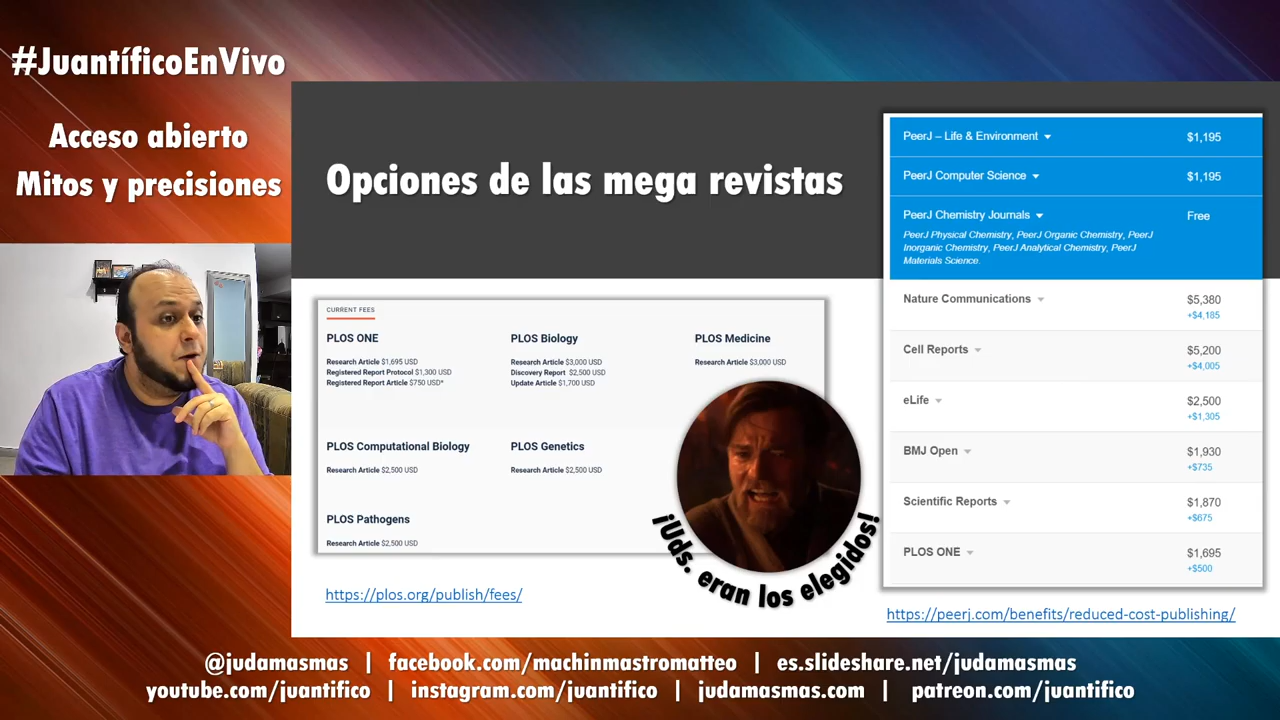 #JuantíficoEnVivo
Acceso abierto
Mitos y precisiones
Opciones de las mega revistas
CURRENT FEES
PLOS ONE
Research Article $1,695 USD
Registered Report Protocol $1,300 USD
Registered Report Article $750 USD*
PLOS Biology
Research Article $3,000 USD
Discovery Report $2,500 USD
Update Article $1,700 USD
PLOS Medicine
Research Article $3,000 USD
PLOS Computational Biology
Research Article $2,500 USD
PLOS Genetics
Research Article $2,500 USD
PLOS Pathogens
Research Article $2,500 USD
¡Uds. eran los elegidos!
https://plos.org/publish/fees/
PeerJ – Life & Environment $1,195
PeerJ Computer Science $1,195
PeerJ Chemistry Journals Free
PeerJ Physical Chemistry, PeerJ Organic Chemistry, PeerJ
Inorganic Chemistry, PeerJ Analytical Chemistry, PeerJ
Materials Science.
Nature Communications $5,380
+$4,185
Cell Reports $5,200
+$4,005
eLife $2,500
+$1,305
BMJ Open $1,930
+$735
Scientific Reports $1,870
+$675
PLOS ONE $1,695
+$500
https://peerj.com/benefits/reduced-cost-publishing/
@judamasmas | facebook.com/machinmastromatteo | es.slideshare.net/judamasmas
youtube.com/juantifico | instagram.com/juantifico | judamasmas.com | patreon.com/juantifico